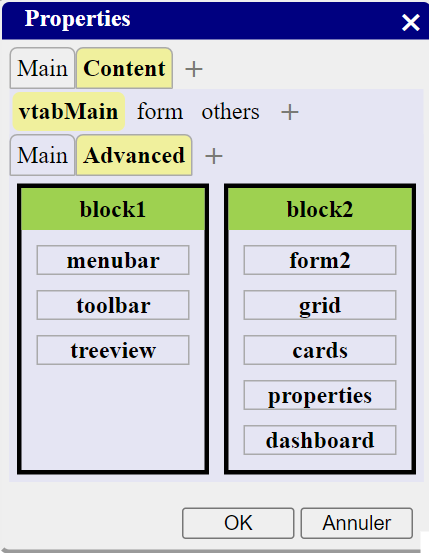 Properties
Main Content +
vtabMain form others +
Main Advanced +
block1
menubar
toolbar
treeview
block2
form2
grid
cards
properties
dashboard
OK Annuler